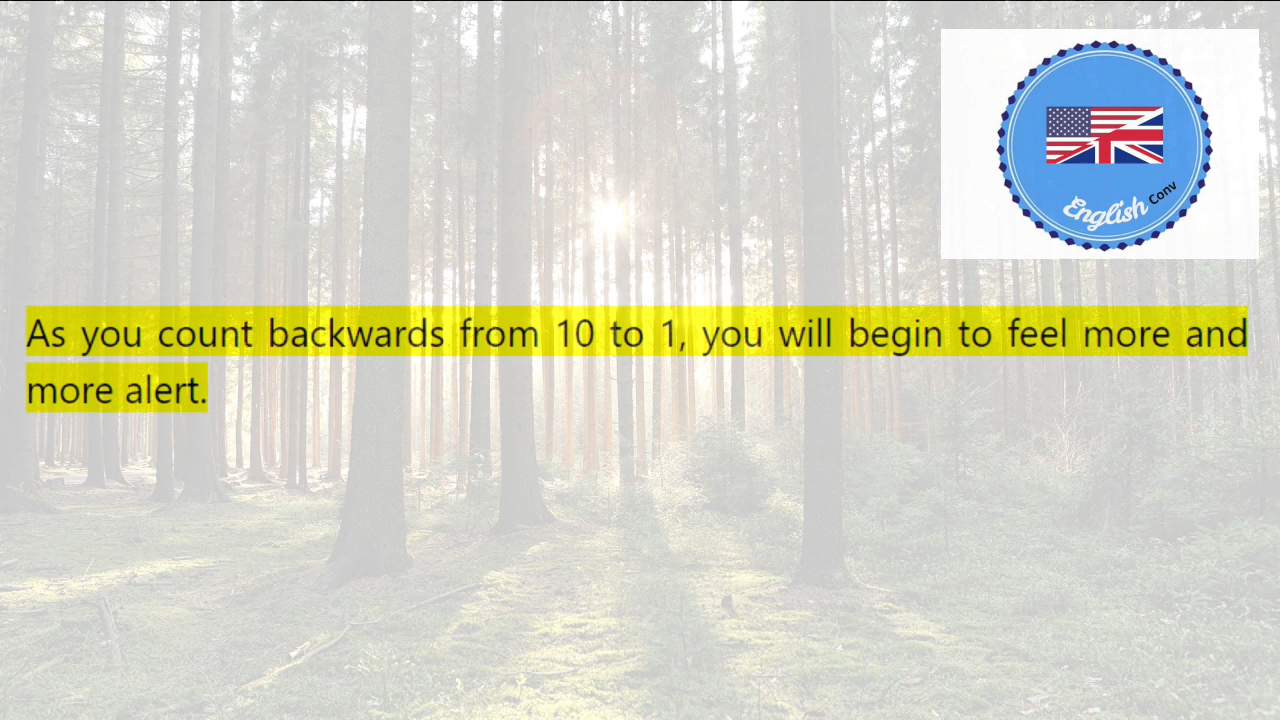 English Conv
As you count backwards from 10 to 1, you will begin to feel more and
more alert.